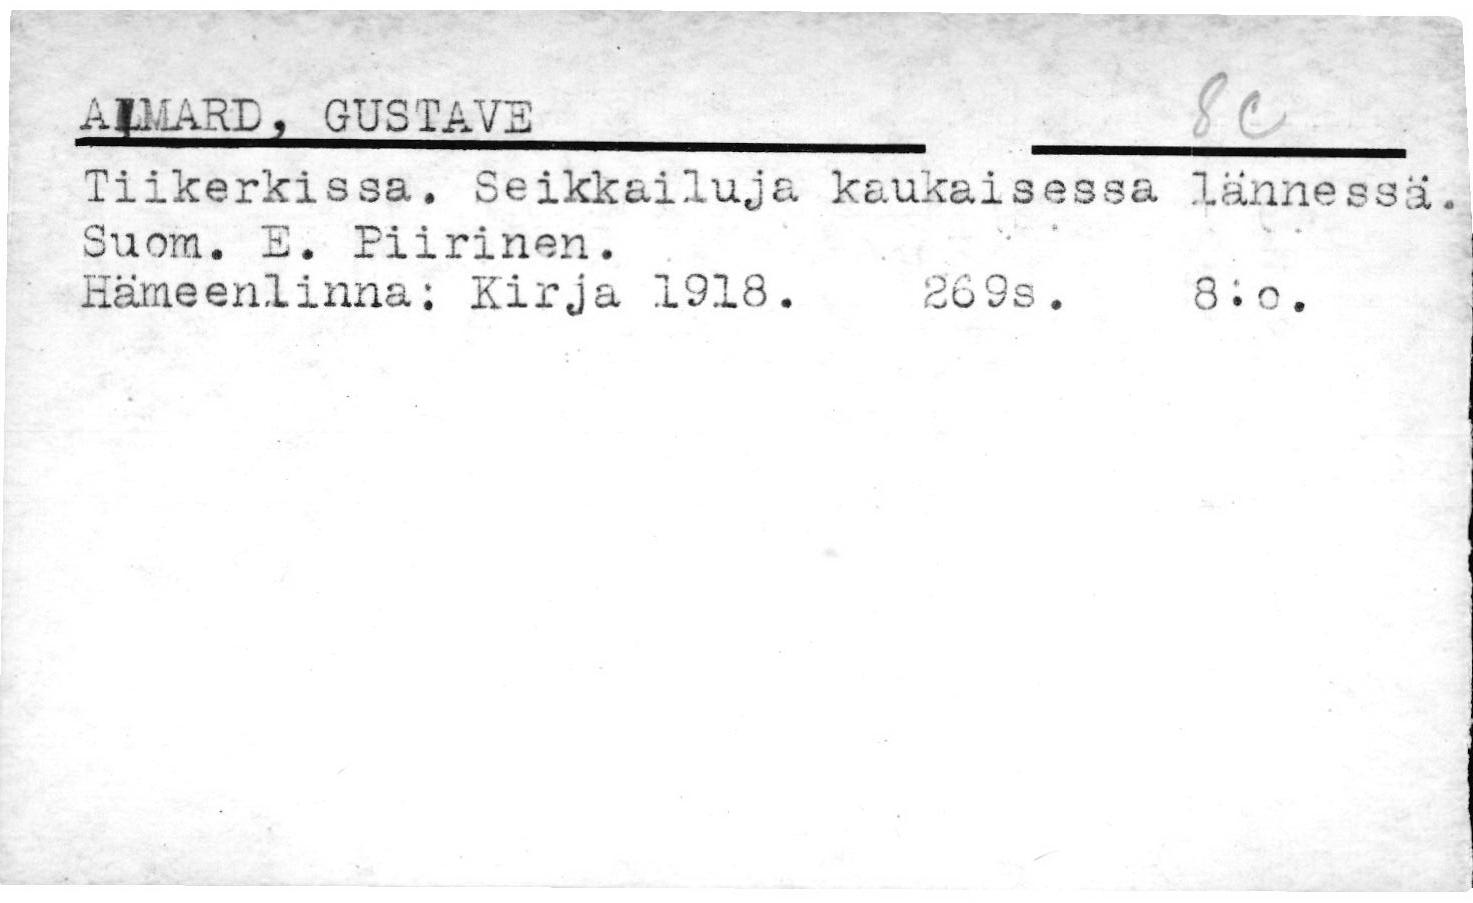 AIMARD, GUSTAVE 8C
Tiikerkissa. Seikkailuja kaukaisessa lännessä.
Suom. E. Piirinen.
Hämeenlinna: Kirja 1918. 269s. 8:o.